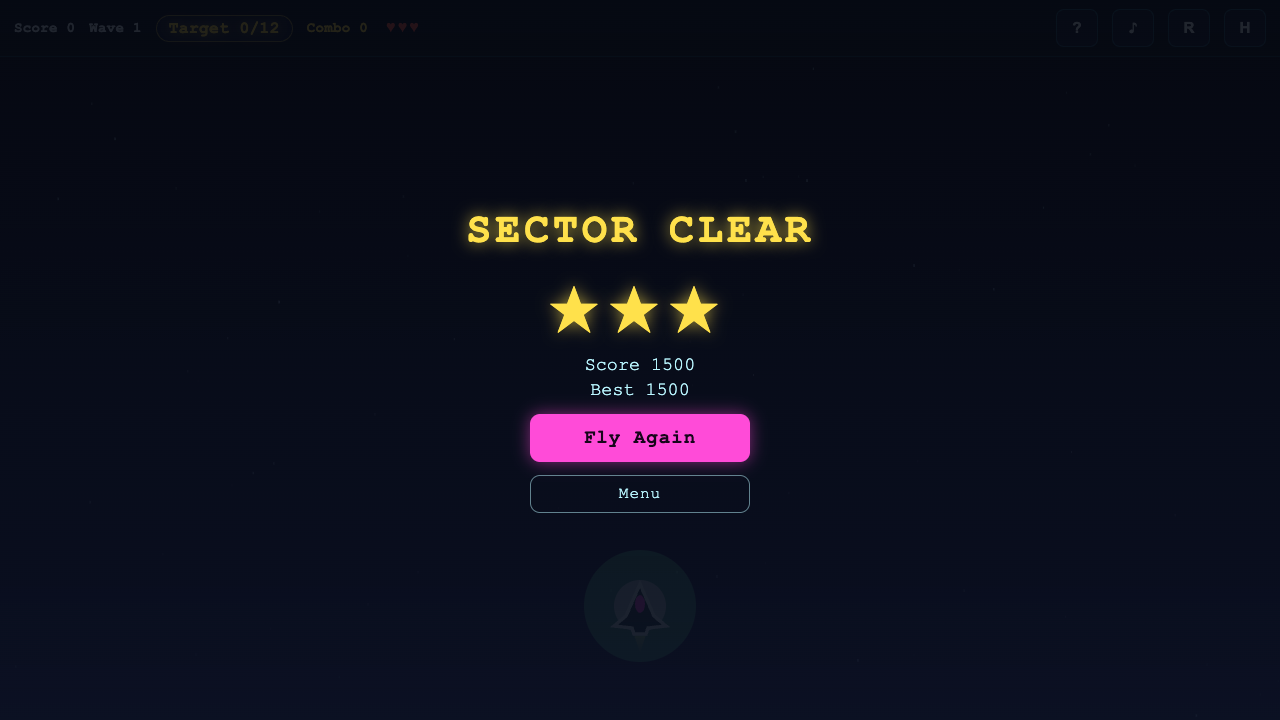 Score 0 Wave 1 Target 0/12 Combo 0 ♥♥♥ ? ♪ R H
SECTOR CLEAR
★★★
Score 1500
Best 1500
Fly Again
Menu